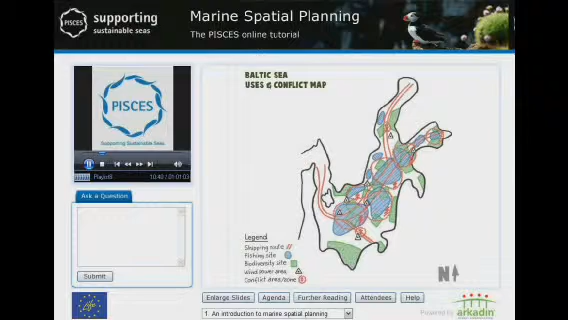 PISCES
supporting
sustainable seas
Marine Spatial Planning
The PISCES online tutorial
PISCES
Supporting Sustainable Seas
BALTIC SEA
USES & CONFLICT MAP
Ask a Question
Submit
Legend
Shipping route
Fishing site
Biodiversity site
Wind power area
Conflict area/zone
N
Enlarge Slides
Agenda
Further Reading
Attendees
Help
1. An introduction to marine spatial planning
Powered by
arkadin